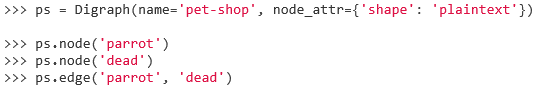 >>> ps = Digraph(name='pet-shop', node_attr={'shape': 'plaintext'})
>>> ps.node('parrot')
>>> ps.node('dead')
>>> ps.edge('parrot', 'dead')